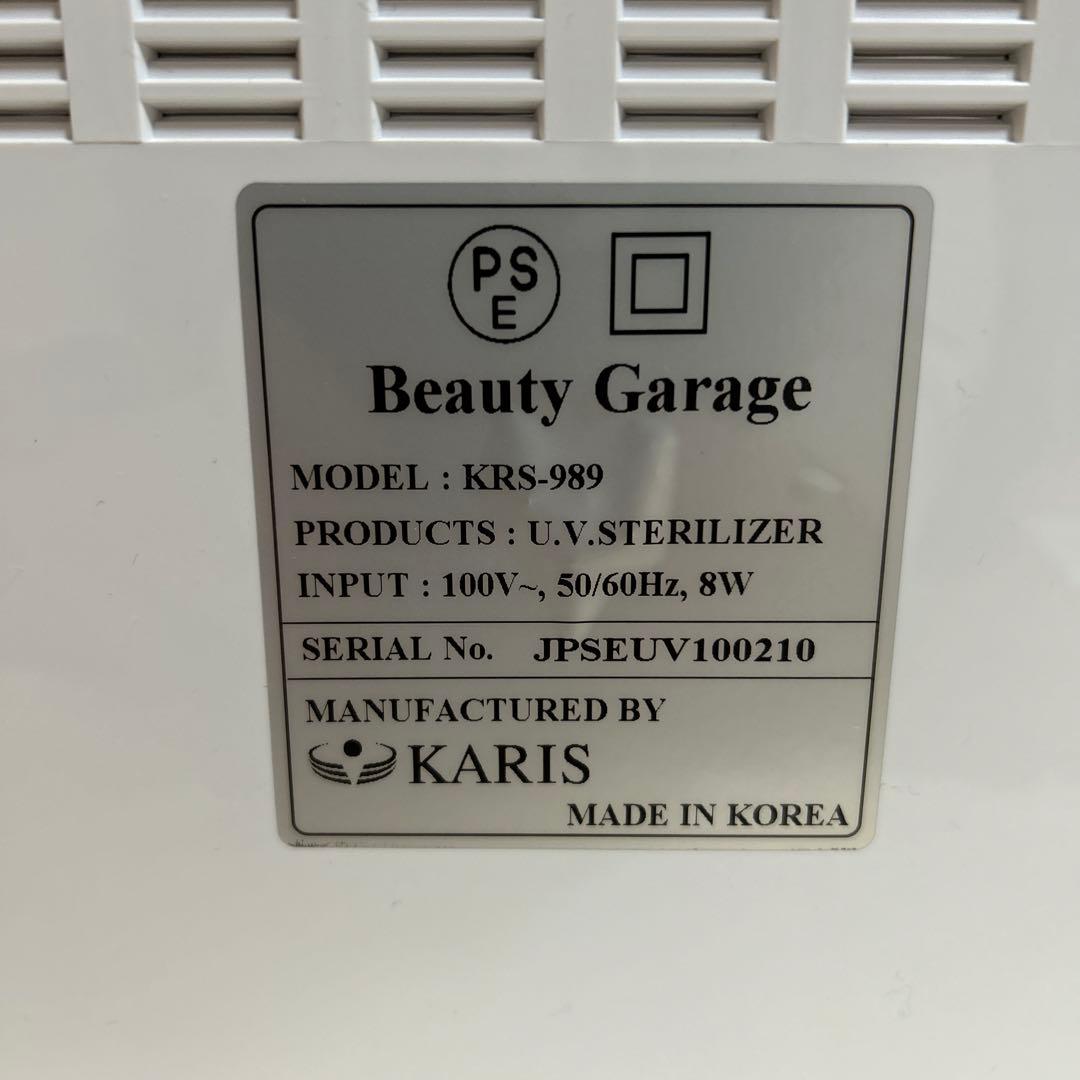 PS
E
Beauty Garage
MODEL : KRS-989
PRODUCTS : U.V.STERILIZER
INPUT : 100V~, 50/60Hz, 8W
SERIAL No. JPSEUV100210
MANUFACTURED BY
KARIS
MADE IN KOREA